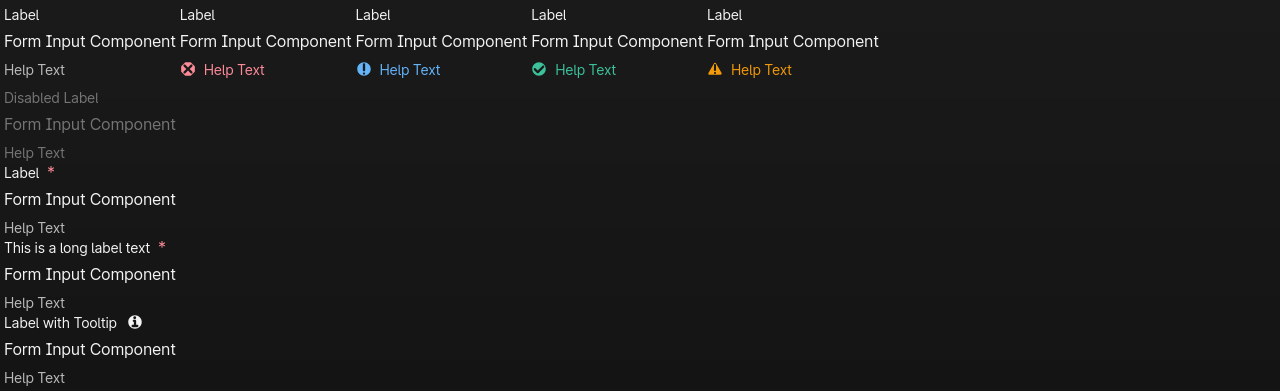 Label Label Label Label Label
Form Input Component Form Input Component Form Input Component Form Input Component Form Input Component
Help Text Help Text Help Text Help Text Help Text
Disabled Label
Form Input Component
Help Text
Label *
Form Input Component
Help Text
This is a long label text *
Form Input Component
Help Text
Label with Tooltip
Form Input Component
Help Text